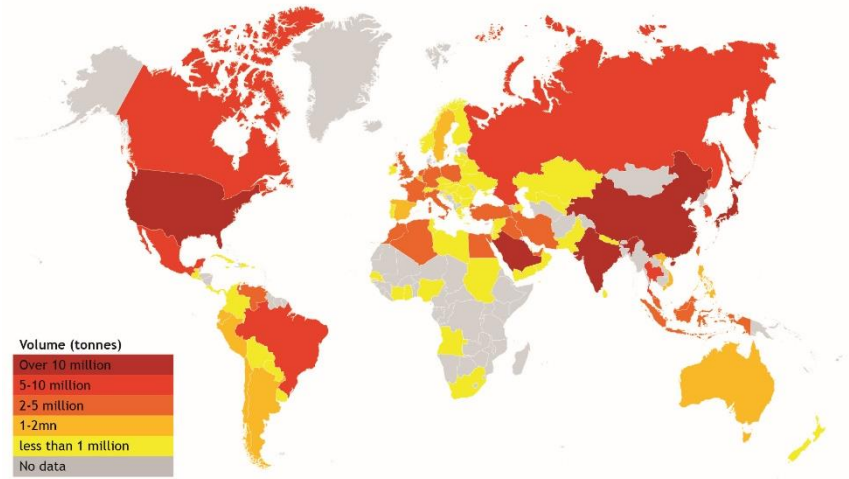 Volume (tonnes)
Over 10 million
5-10 million
2-5 million
1-2mn
less than 1 million
No data